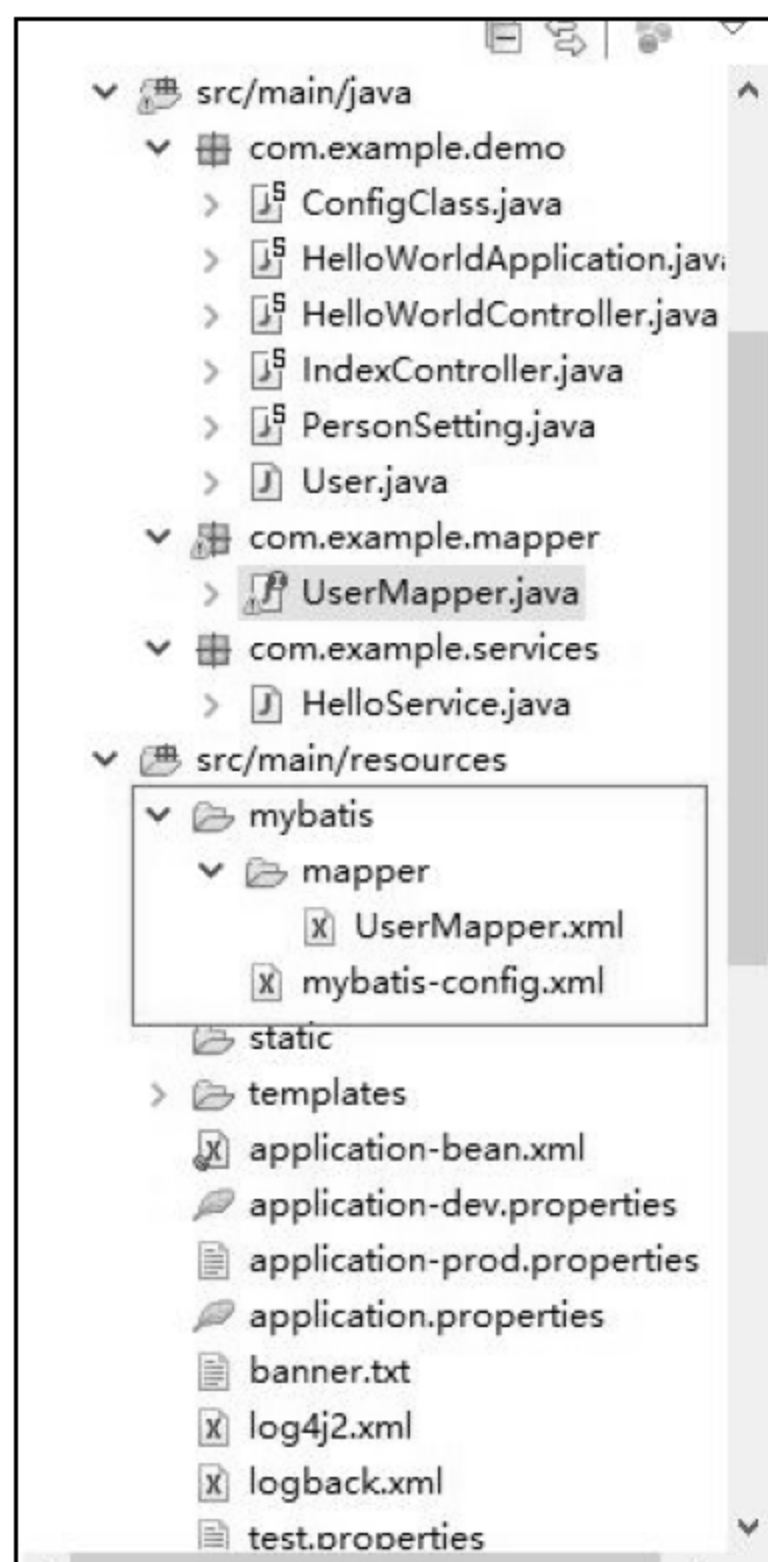 src/main/java
com.example.demo
ConfigClass.java
HelloWorldApplication.jav
HelloWorldController.java
IndexController.java
PersonSetting.java
User.java
com.example.mapper
UserMapper.java
com.example.services
HelloService.java
src/main/resources
mybatis
mapper
UserMapper.xml
mybatis-config.xml
static
templates
application-bean.xml
application-dev.properties
application-prod.properties
application.properties
banner.txt
log4j2.xml
logback.xml
test.properties